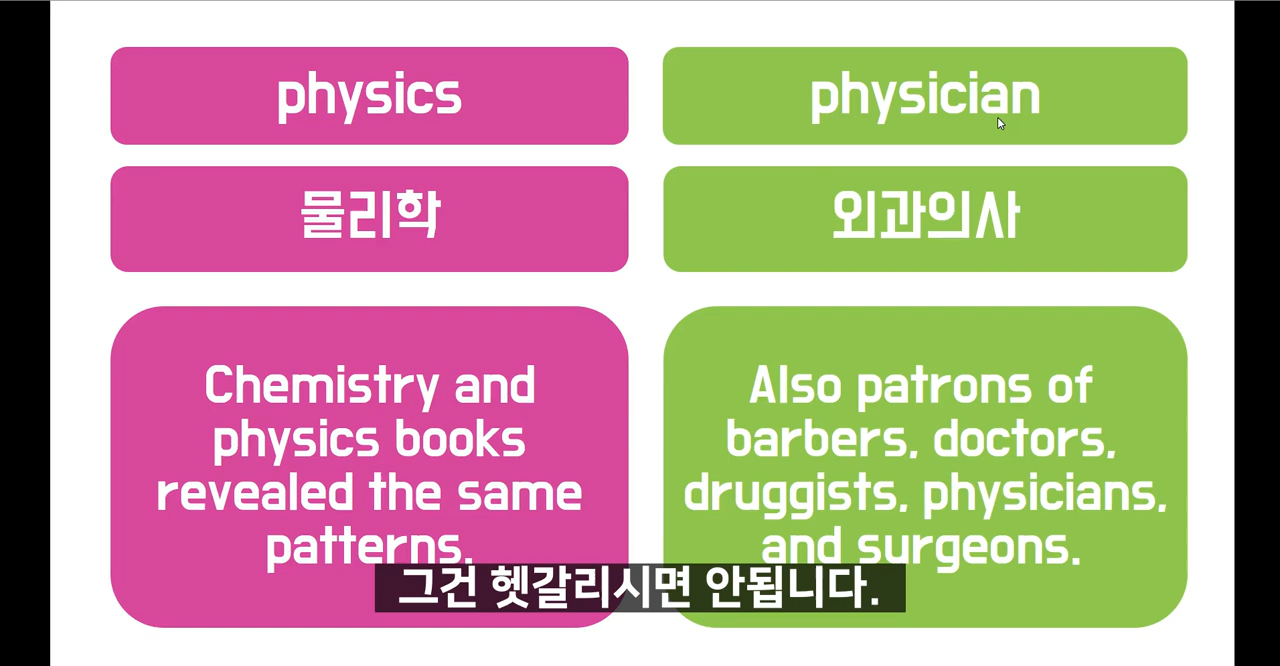 physics
physician
물리학
외과의사
Chemistry and
physics books
revealed the same
patterns.
Also patrons of
barbers, doctors,
druggists, physicians,
and surgeons.
그건 헷갈리시면 안됩니다.